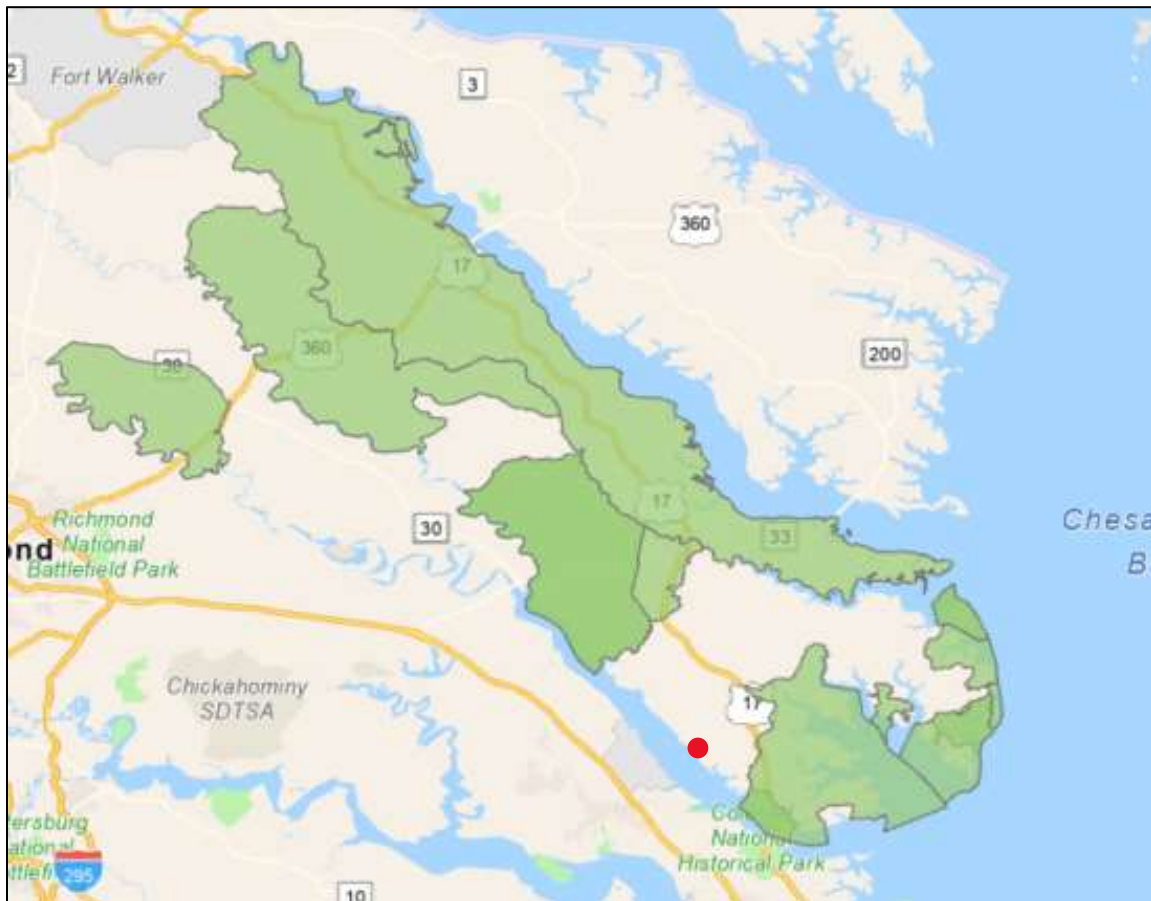 2
Fort Walker
3
360
17
360
30
200
17
33
30
Richmond
National
Battlefield Park
ond
Chesa
B
Chickahominy
SDTSA
17
ersburg
National
Historical Park
295
10